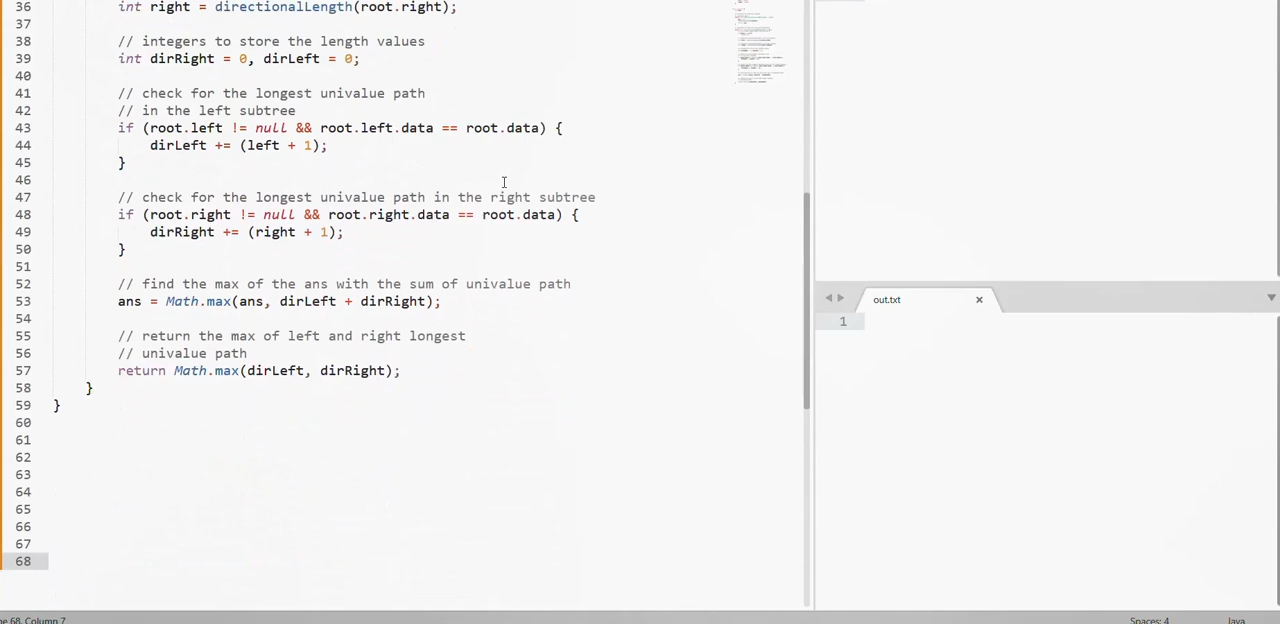 36 int right = directionalLength(root.right);
37
38 // integers to store the length values
39 int dirRight = 0, dirLeft = 0;
40
41 // check for the longest univalue path
42 // in the left subtree
43 if (root.left != null && root.left.data == root.data) {
44 dirLeft += (left + 1);
45 }
46
47 // check for the longest univalue path in the right subtree
48 if (root.right != null && root.right.data == root.data) {
49 dirRight += (right + 1);
50 }
51
52 // find the max of the ans with the sum of univalue path
53 ans = Math.max(ans, dirLeft + dirRight);
54
55 // return the max of left and right longest
56 // univalue path
57 return Math.max(dirLeft, dirRight);
58 }
59 }
60
61
62
63
64
65
66
67
68
out.txt
1
ne 68, Column 7
Spaces: 4
Java